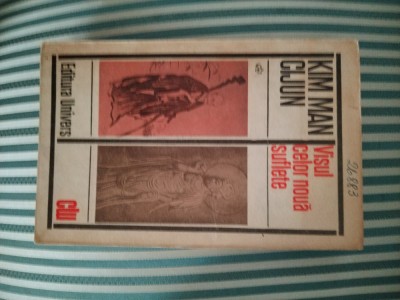 KIM MAN
CIJUN
Visul
celor nouă
suflete
Editura Univers
clu